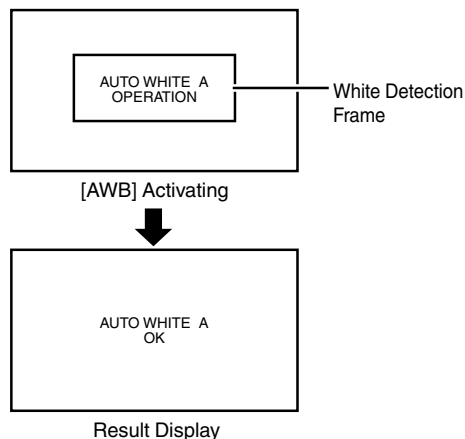 AUTO WHITE A
OPERATION
White Detection
Frame
[AWB] Activating
AUTO WHITE A
OK
Result Display